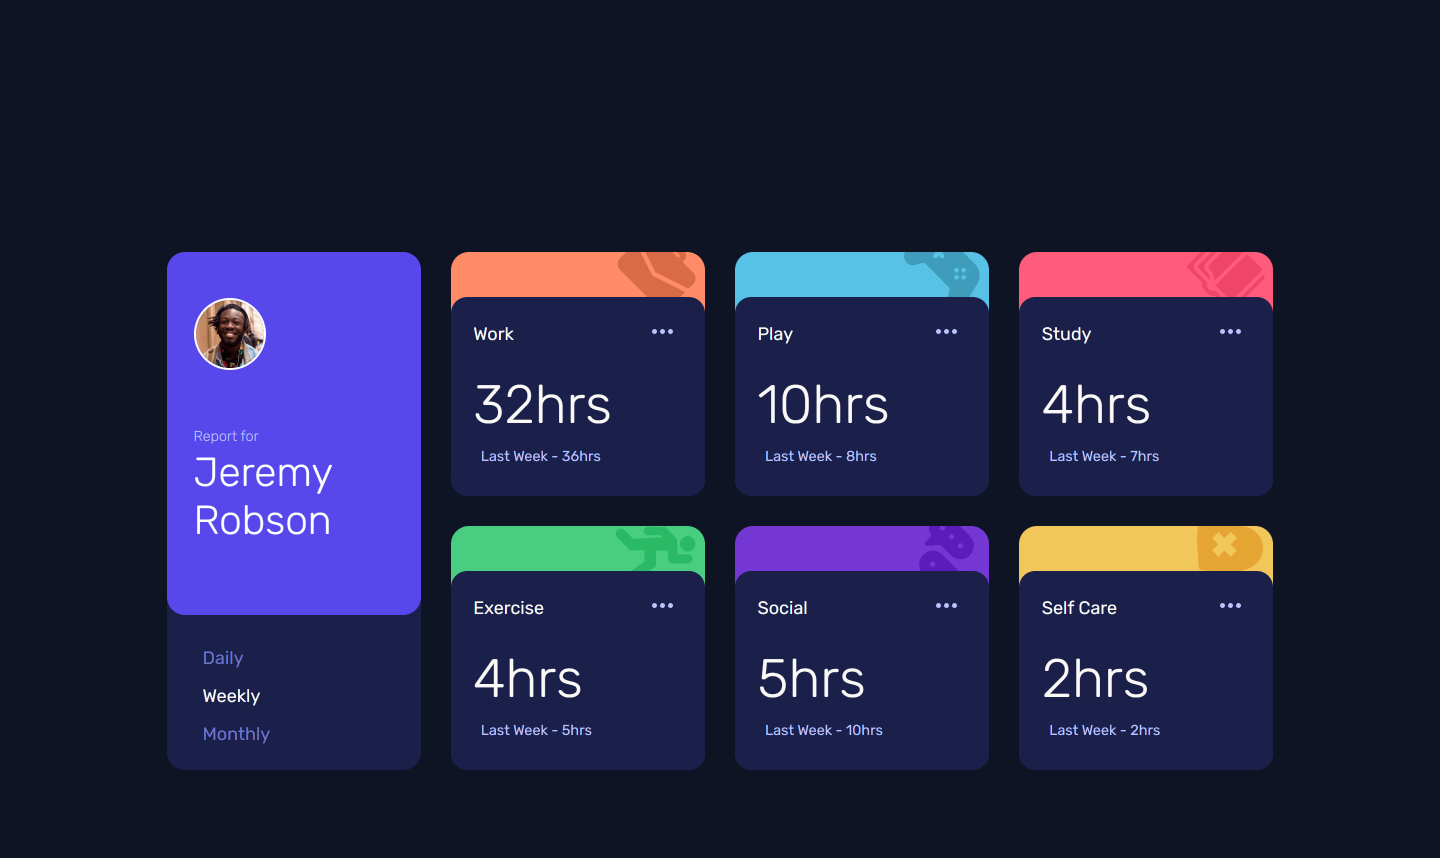 Report for
Jeremy
Robson
Daily
Weekly
Monthly
Work
32hrs
Last Week - 36hrs
Play
10hrs
Last Week - 8hrs
Study
4hrs
Last Week - 7hrs
Exercise
4hrs
Last Week - 5hrs
Social
5hrs
Last Week - 10hrs
Self Care
2hrs
Last Week - 2hrs